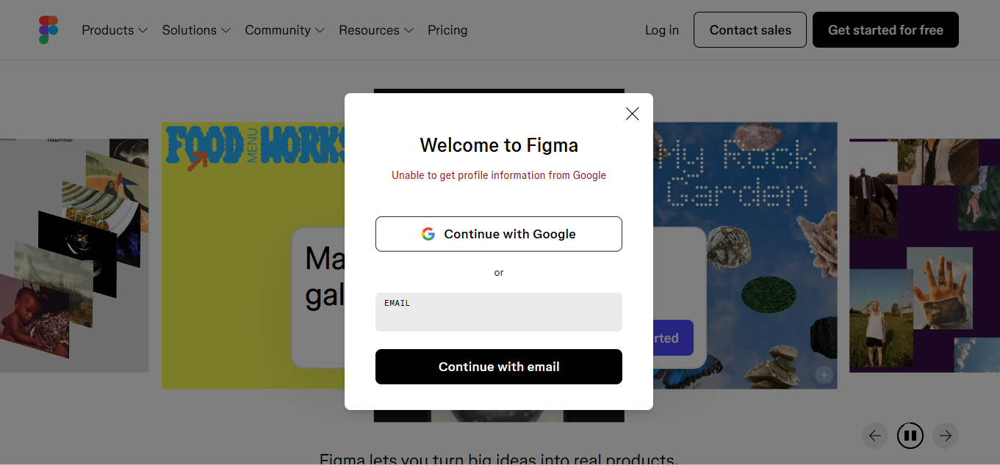 Products
Solutions
Community
Resources
Pricing
Log in
Contact sales
Get started for free
FOOD MENU WORKS
Ma
gal
My Rock
Garden
rted
Welcome to Figma
Unable to get profile information from Google
Continue with Google
or
EMAIL
Continue with email
Figma lets you turn big ideas into real products.